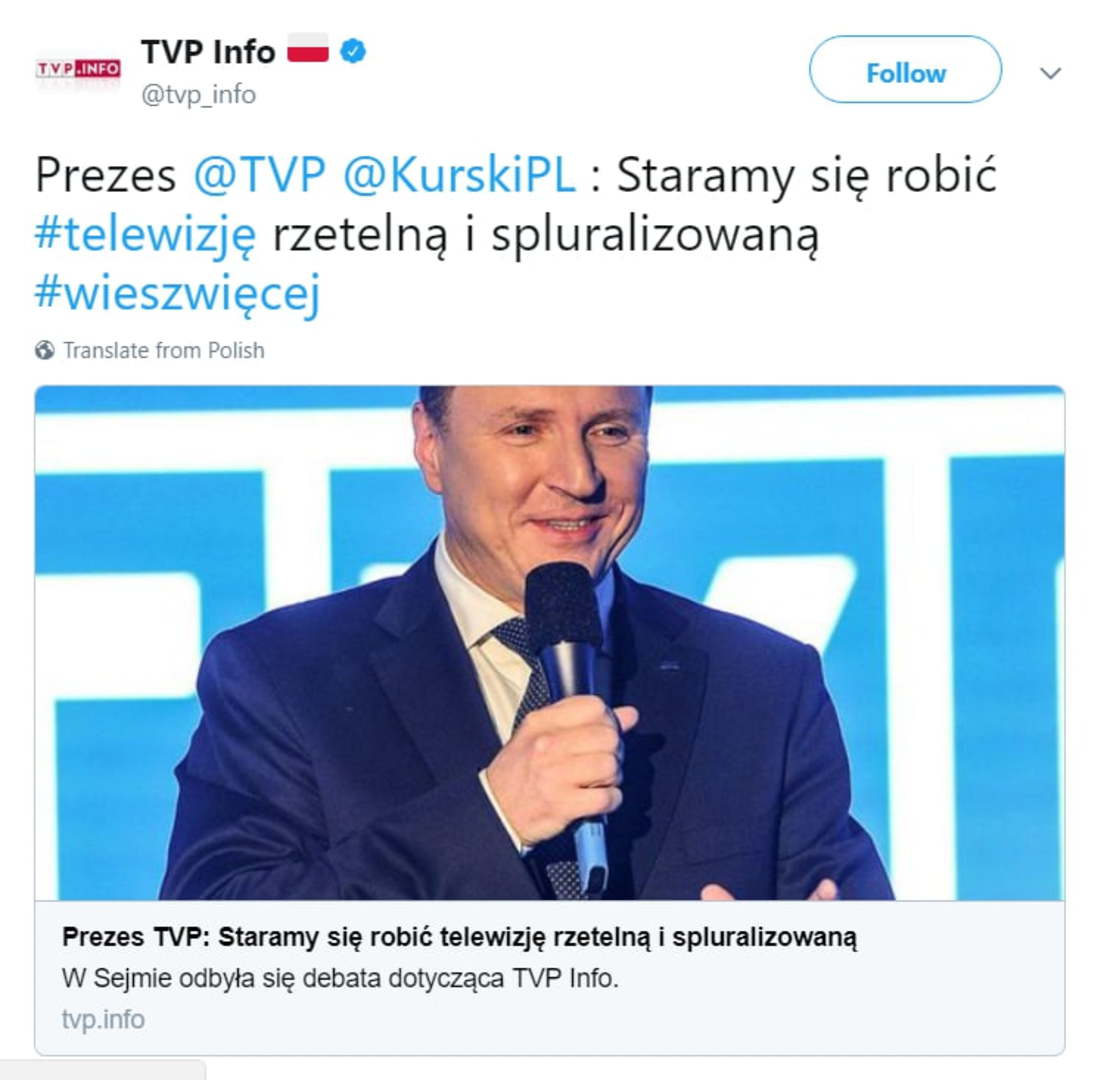 TVP.INFO
TVP Info
@tvp_info
Follow
Prezes @TVP @KurskiPL : Staramy się robić
#telewizję rzetelną i spluralizowaną
#wieszwięcej
Translate from Polish
Prezes TVP: Staramy się robić telewizję rzetelną i spluralizowaną
W Sejmie odbyła się debata dotycząca TVP Info.
tvp.info